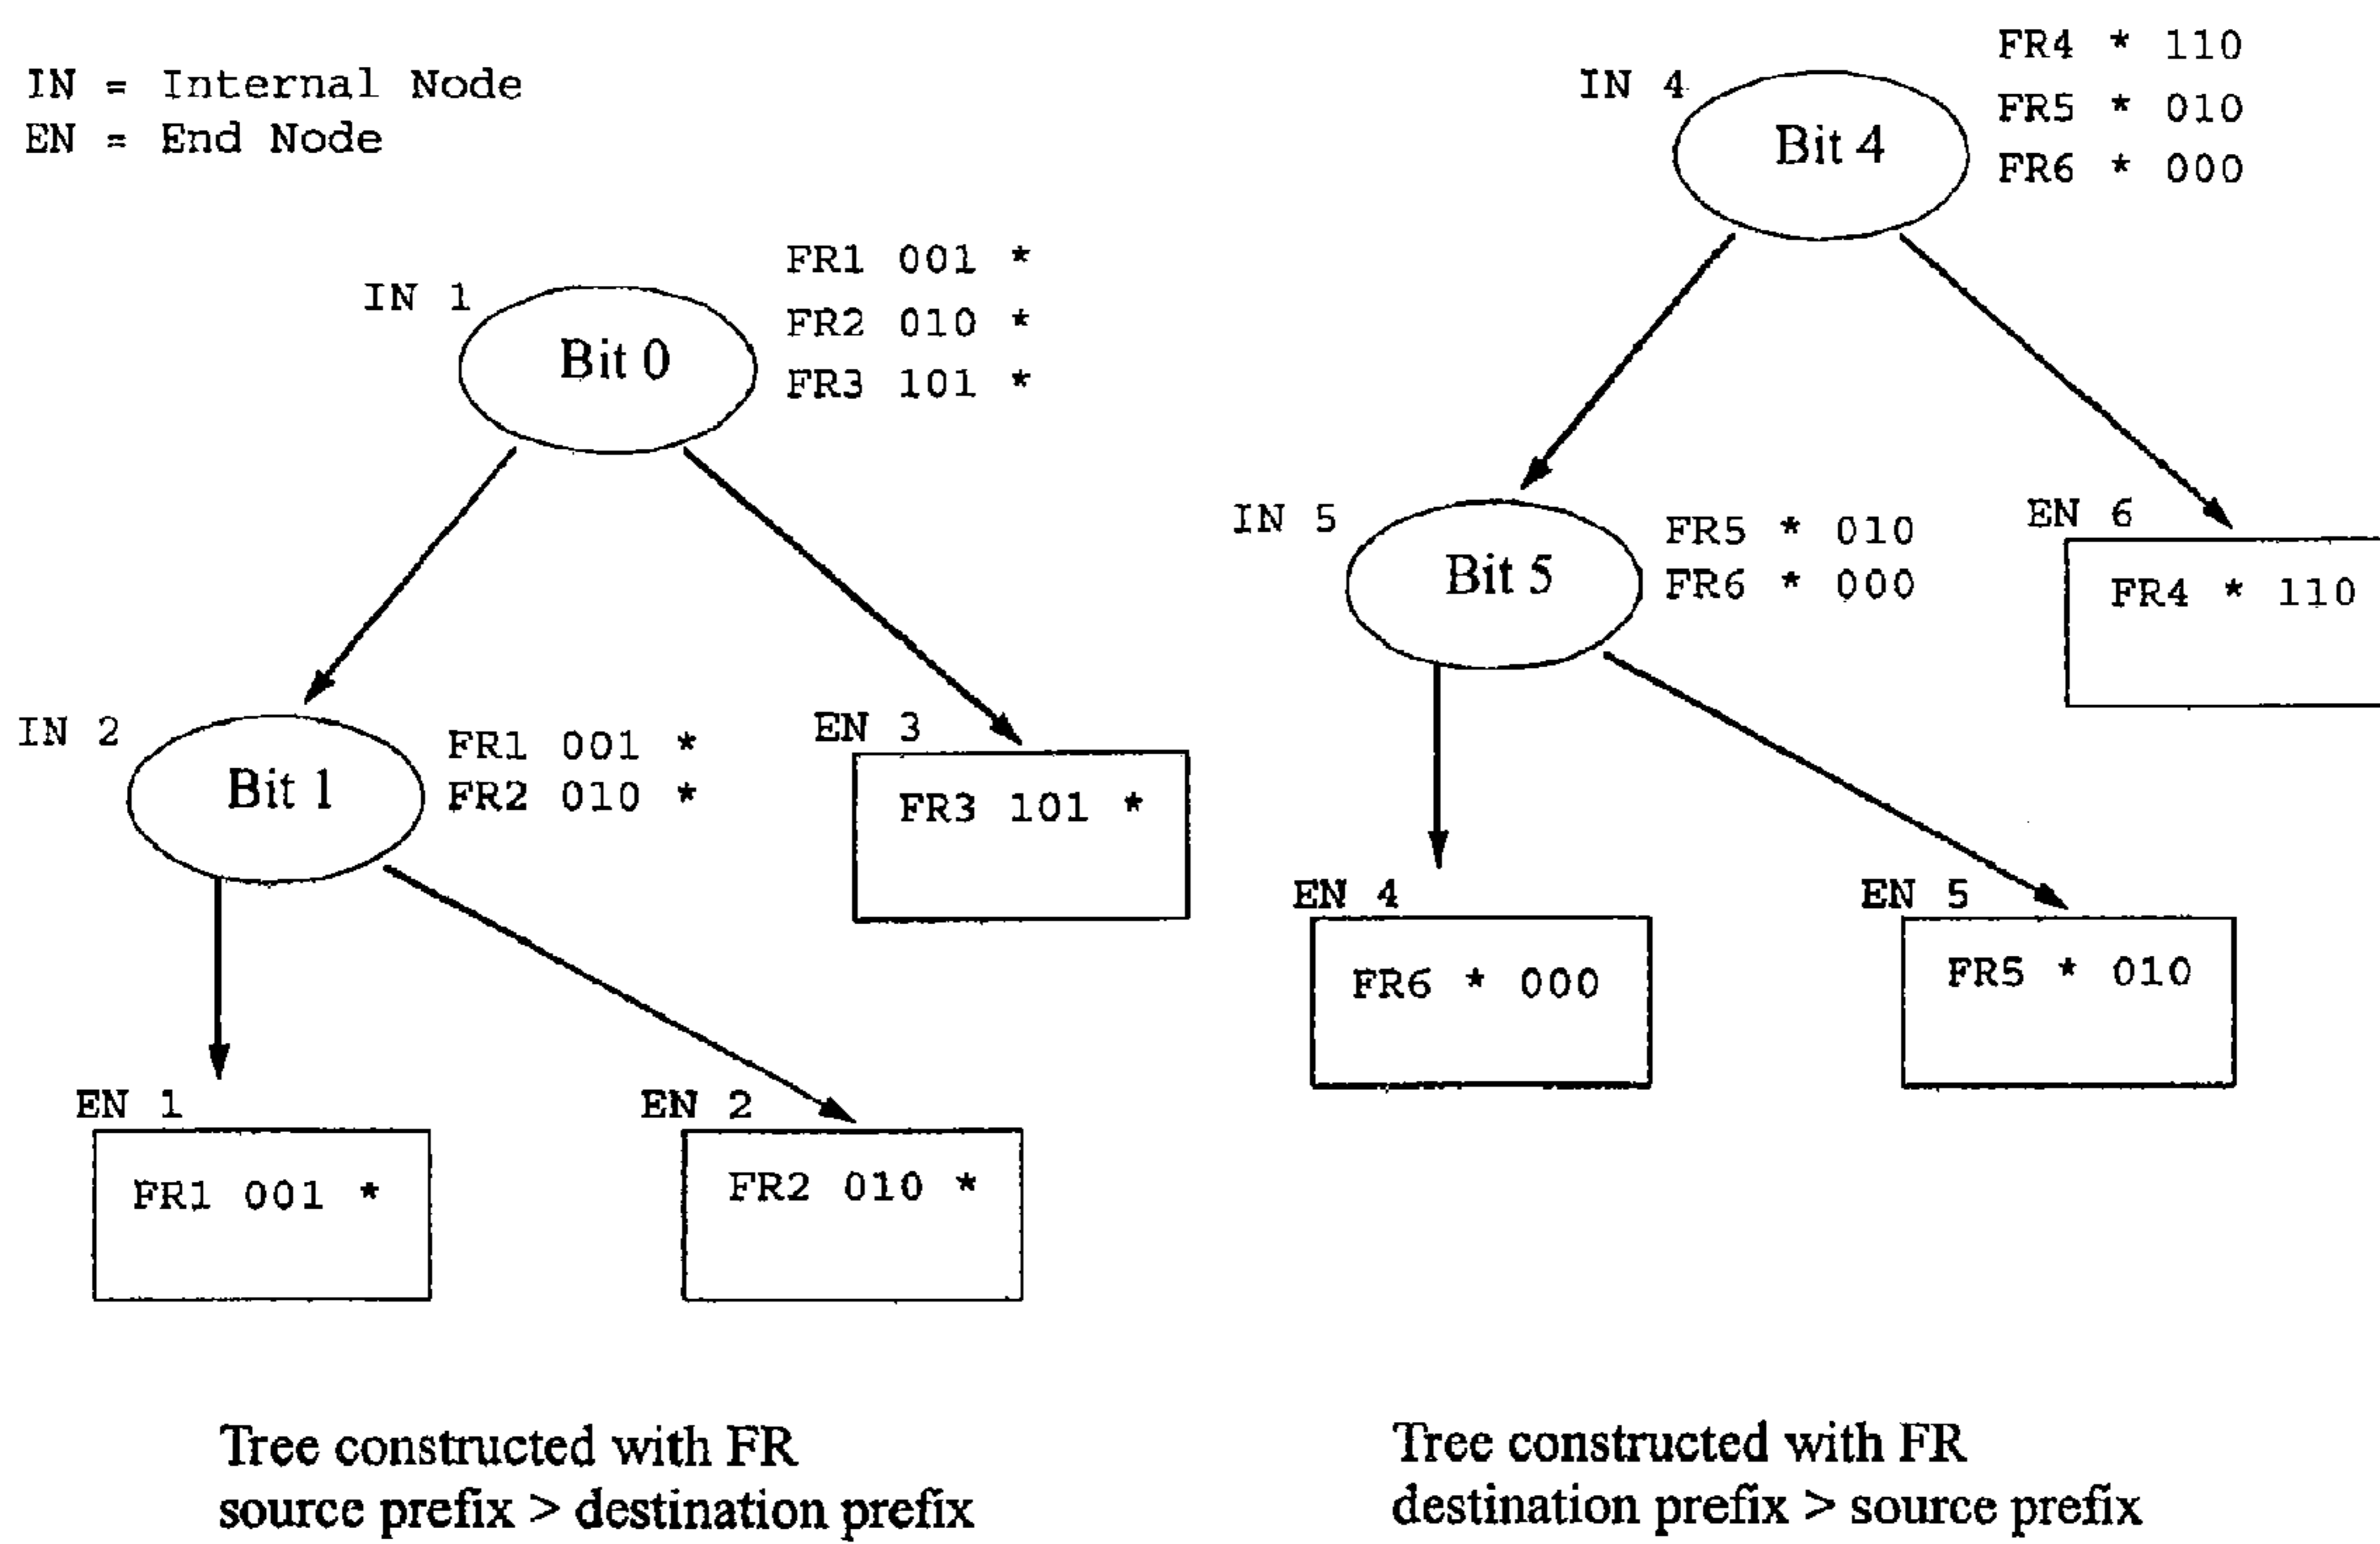 IN = Internal Node
EN = End Node
IN 1
Bit 0
FR1 001 *
FR2 010 *
FR3 101 *
IN 2
Bit 1
FR1 001 *
FR2 010 *
EN 3
FR3 101 *
EN 1
FR1 001 *
EN 2
FR2 010 *
Tree constructed with FR
source prefix > destination prefix
IN 4
Bit 4
FR4 * 110
FR5 * 010
FR6 * 000
IN 5
Bit 5
FR5 * 010
FR6 * 000
EN 6
FR4 * 110
EN 4
FR6 * 000
EN 5
FR5 * 010
Tree constructed with FR
destination prefix > source prefix